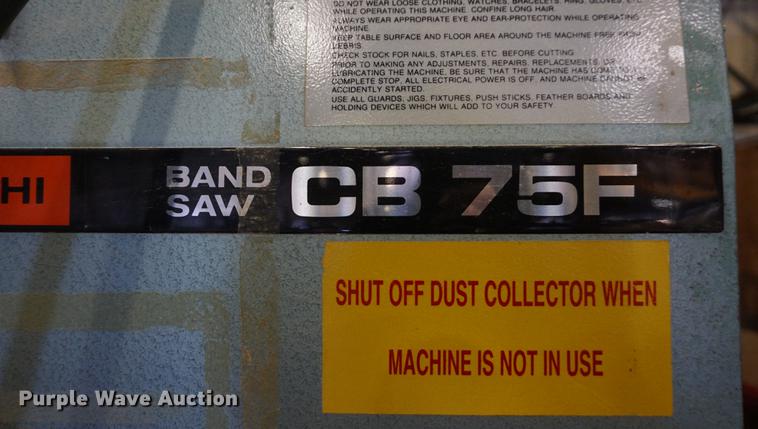 DO NOT WEAR LOOSE CLOTHING, WATCHES, BRACELETS, RING, GLOVES, ETC
WHILE OPERATING THIS MACHINE. CONFINE LONG HAIR.
ALWAYS WEAR APPROPRIATE EYE AND EAR-PROTECTION WHILE OPERATING
MACHINE
KEEP TABLE SURFACE AND FLOOR AREA AROUND THE MACHINE FREE FROM
DEBRIS.
CHECK STOCK FOR NAILS, STAPLES, ETC. BEFORE CUTTING
PRIOR TO MAKING ANY ADJUSTMENTS, REPAIRS, REPLACEMENTS, OR
LUBRICATING THE MACHINE, BE SURE THAT THE MACHINE HAS COME TO A
COMPLETE STOP, ALL ELECTRICAL POWER IS OFF, AND MACHINE CANNOT BE
ACCIDENTLY STARTED.
USE ALL GUARDS, JIGS, FIXTURES, PUSH STICKS, FEATHER BOARDS AND
HOLDING DEVICES WHICH WILL ADD TO YOUR SAFETY.
HI
BAND
SAW
CB 75F
SHUT OFF DUST COLLECTOR WHEN
MACHINE IS NOT IN USE
Purple Wave Auction